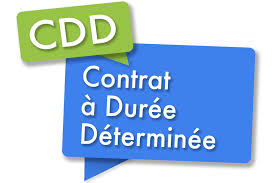 CDD
Contrat
à Durée
Déterminée